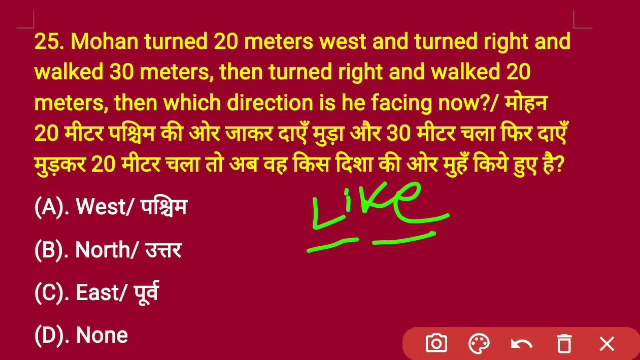 25. Mohan turned 20 meters west and turned right and
walked 30 meters, then turned right and walked 20
meters, then which direction is he facing now?/ मोहन
20 मीटर पश्चिम की ओर जाकर दाएँ मुड़ा और 30 मीटर चला फिर दाएँ
मुड़कर 20 मीटर चला तो अब वह किस दिशा की ओर मुहँ किये हुए है?
(A). West/ पश्चिम
Like
(B). North/ उत्तर
(C). East/ पूर्व
(D). None